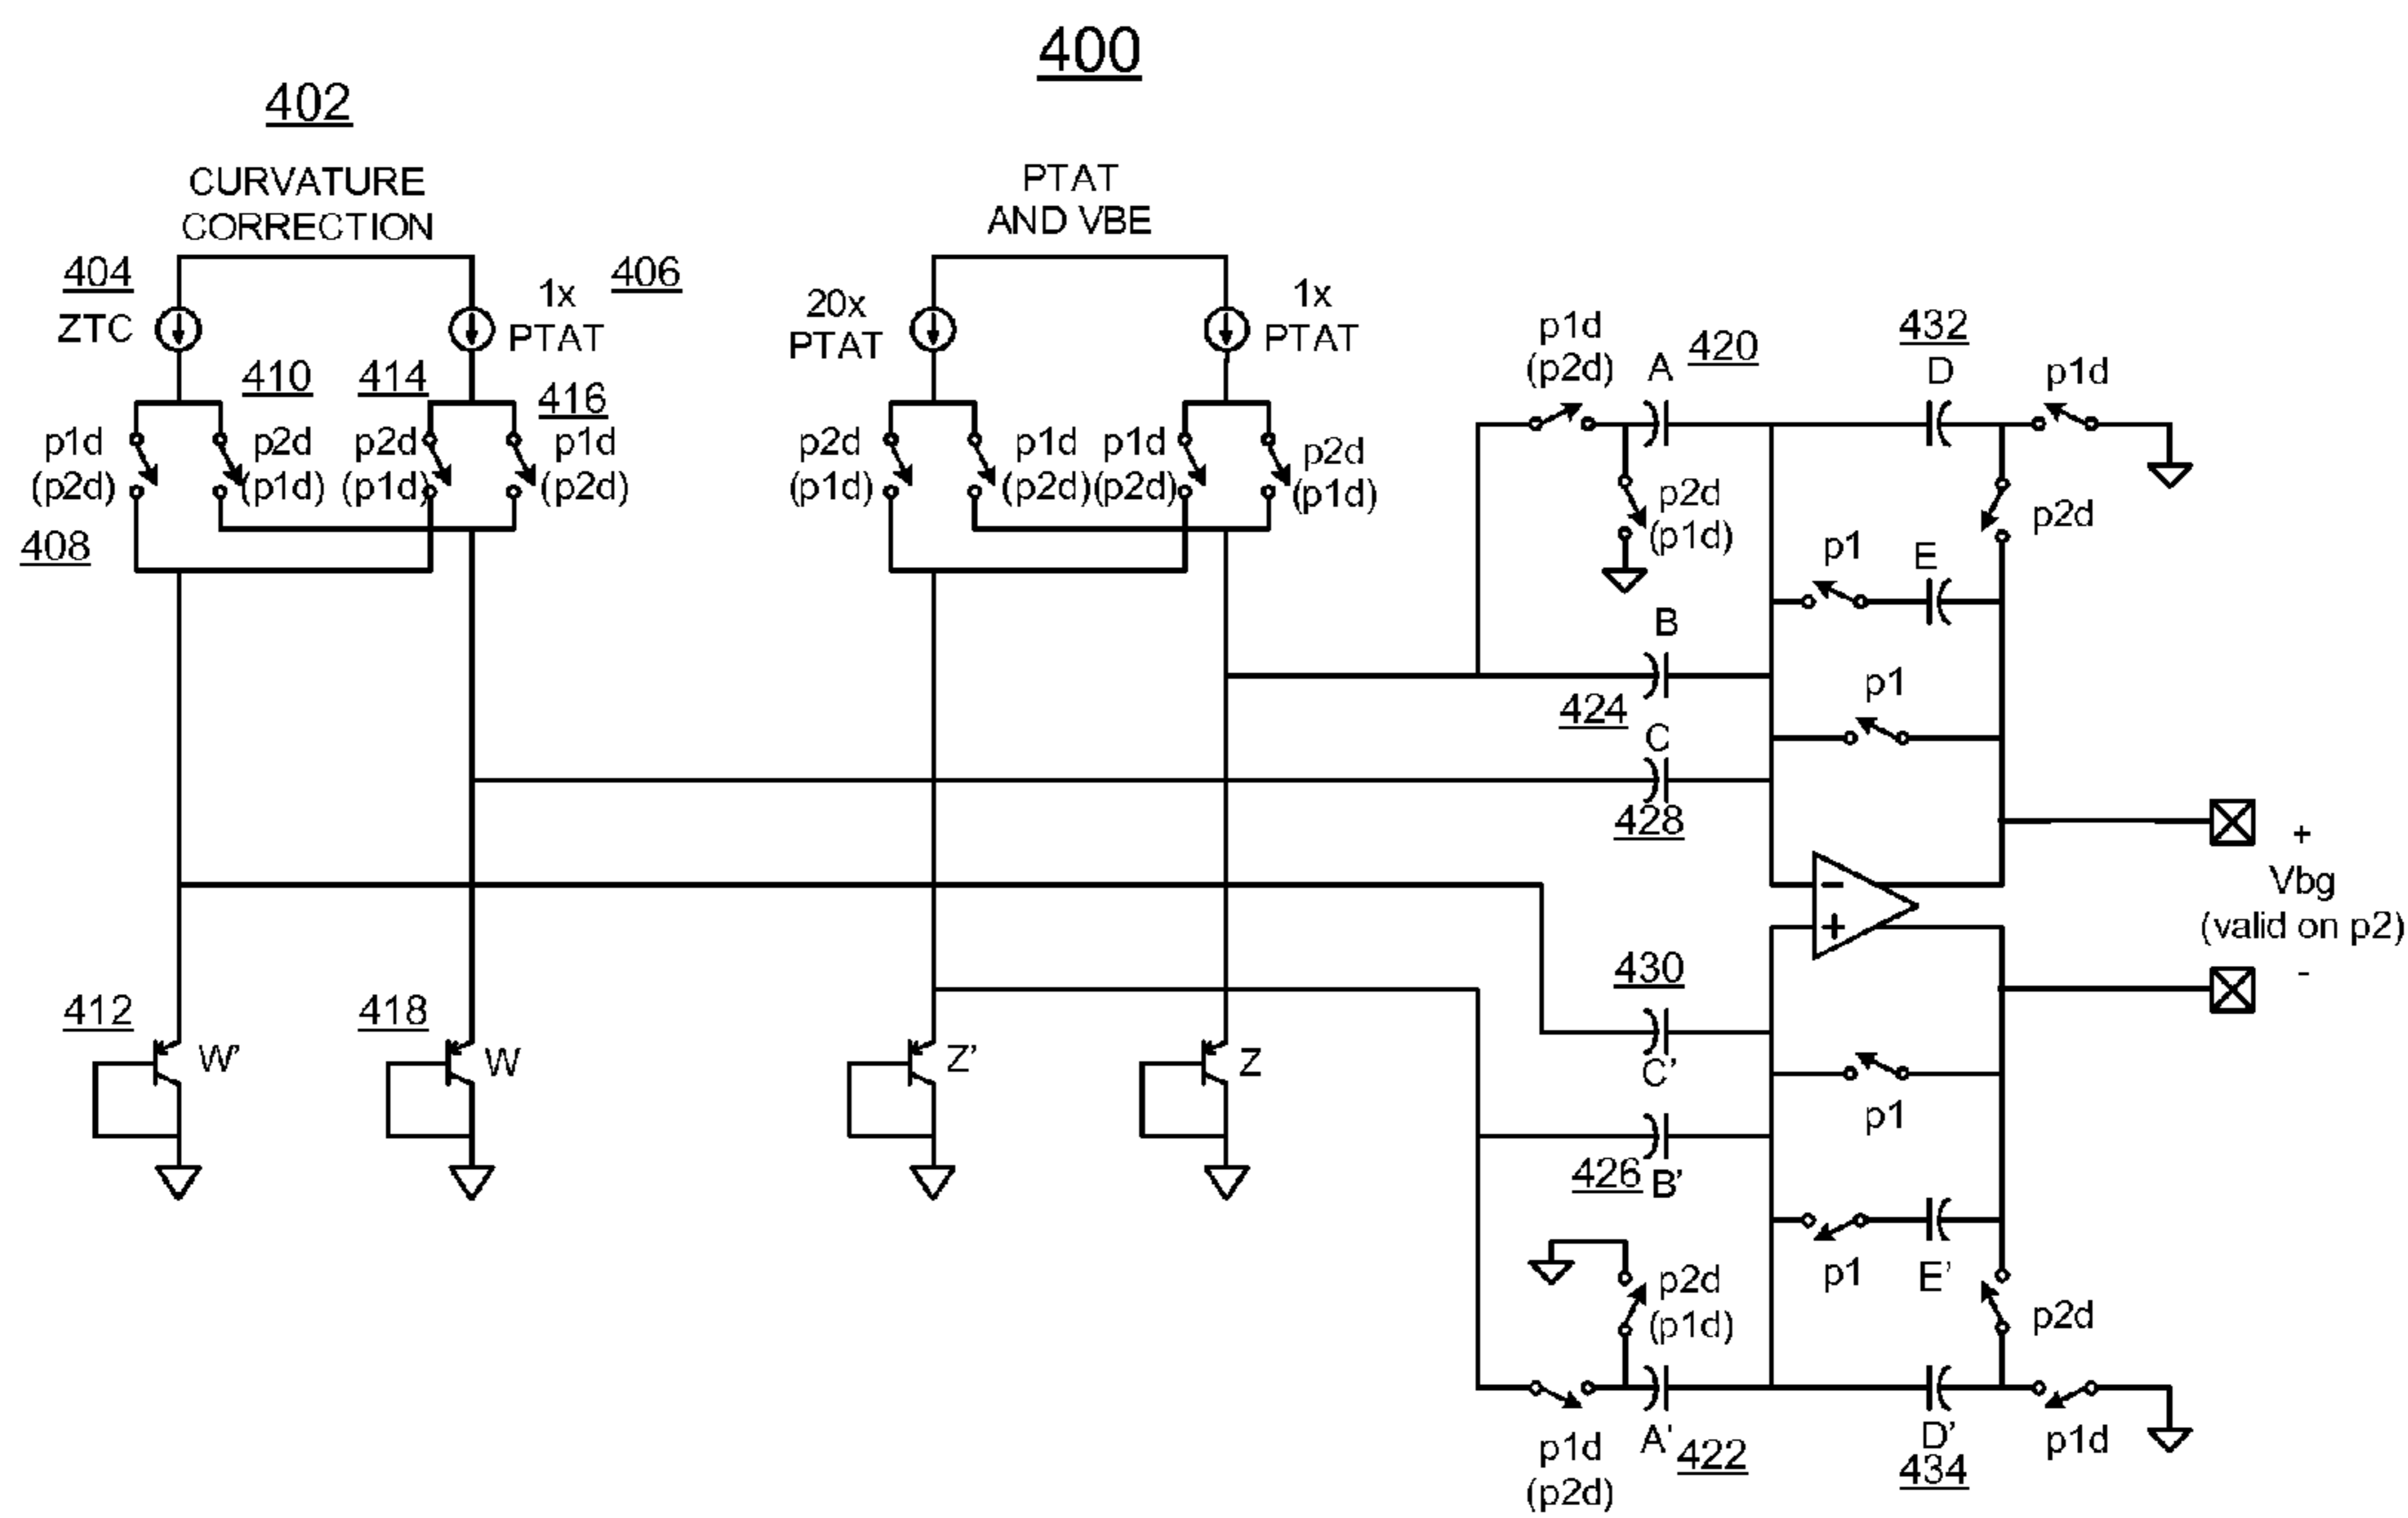 400
402
CURVATURE
CORRECTION
PTAT
AND VBE
404
ZTC
1x
PTAT
406
20x
PTAT
1x
PTAT
410
414
416
p1d
(p2d)
p2d
(p1d)
p2d
(p1d)
p1d
(p2d)
408
p2d
(p1d)
p1d
(p2d)
p1d
(p2d)
p2d
(p1d)
p1d
(p2d)
A
420
432
D
p1d
p2d
(p1d)
p2d
p1
E
B
424
p1
C
428
+
Vbg
(valid on p2)
-
−
+
430
C'
p1
426
B'
412
W'
418
W
Z'
Z
p2d
(p1d)
p1
E'
p2d
p1d
(p2d)
A'
422
D'
434
p1d